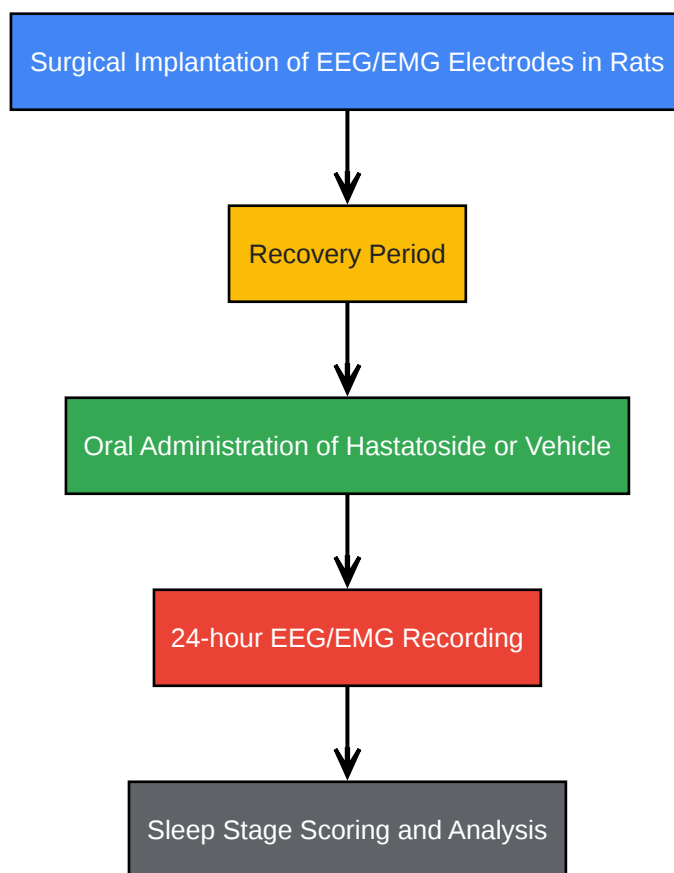 Surgical Implantation of EEG/EMG Electrodes in Rats
Recovery Period
Oral Administration of Hastatoside or Vehicle
24-hour EEG/EMG Recording
Sleep Stage Scoring and Analysis